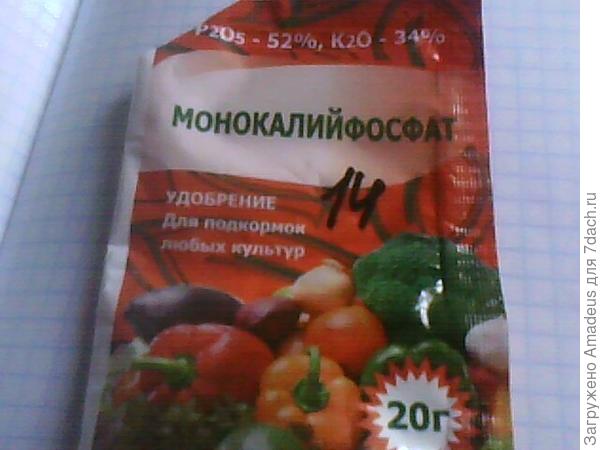 P2O5 - 52%, K2O - 34%
МОНОКАЛИЙФОСФАТ
14
УДОБРЕНИЕ
Для подкормок
любых культур
20г
Загружено Amadeus для 7dach.ru